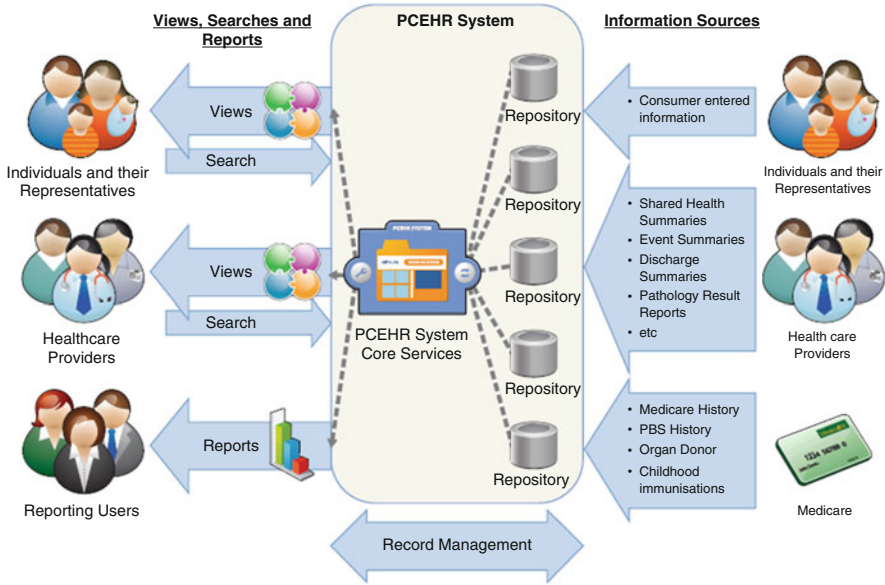 Views, Searches and
Reports
PCEHR System
Information Sources
Views
Search
Individuals and their
Representatives
Repository
• Consumer entered
information
Individuals and their
Representatives
Repository
Views
Search
Healthcare
Providers
PCEHR SYSTEM
PCEHR System
Core Services
Repository
Repository
• Shared Health
Summaries
• Event Summaries
• Discharge
Summaries
• Pathology Result
Reports
• etc
Health care
Providers
Reports
Reporting Users
Repository
• Medicare History
• PBS History
• Organ Donor
• Childhood
immunisations
Medicare
Record Management